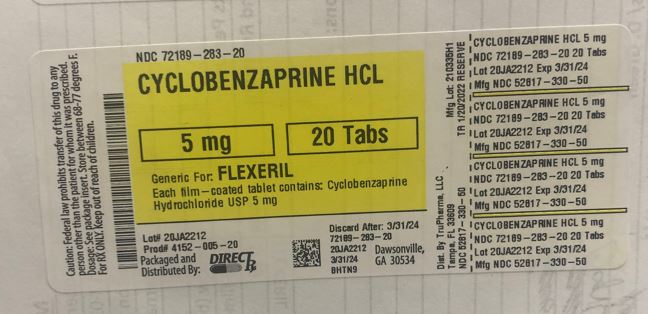 Caution: Federal law prohibits transfer of this drug to any
person other than the patient for whom it was prescribed.
Dosage: See package insert. Store between 68-77 degrees F.
For RX ONLY. Keep out of reach of children.
NDC 72189-283-20
CYCLOBENZAPRINE HCL
5 mg
20 Tabs
Generic For: FLEXERIL
Each film-coated tablet contains: Cyclobenzaprine
Hydrochloride USP 5 mg
Lot# 20JA2212
Prod# 4152-005-20
Packaged and
Distributed By:
DIRECT Rx
Discard After: 3/31/24
72189-283-20
20JA2212
3/31/24
BHTN9
Dawsonville,
GA 30534
Mfg Lot: 210335H1
TR 1/20/2022 RESERVE
Dist. By TruPharma, LLC
Tampa, FL 33609
NDC 52817-330-50
CYCLOBENZAPRINE HCL 5 mg
NDC 72189-283-20 20 Tabs
Lot 20JA2212 Exp 3/31/24
Mfg NDC 52817-330-50
CYCLOBENZAPRINE HCL 5 mg
NDC 72189-283-20 20 Tabs
Lot 20JA2212 Exp 3/31/24
Mfg NDC 52817-330-50
CYCLOBENZAPRINE HCL 5 mg
NDC 72189-283-20 20 Tabs
Lot 20JA2212 Exp 3/31/24
Mfg NDC 52817-330-50
CYCLOBENZAPRINE HCL 5 mg
NDC 72189-283-20 20 Tabs
Lot 20JA2212 Exp 3/31/24
Mfg NDC 52817-330-50